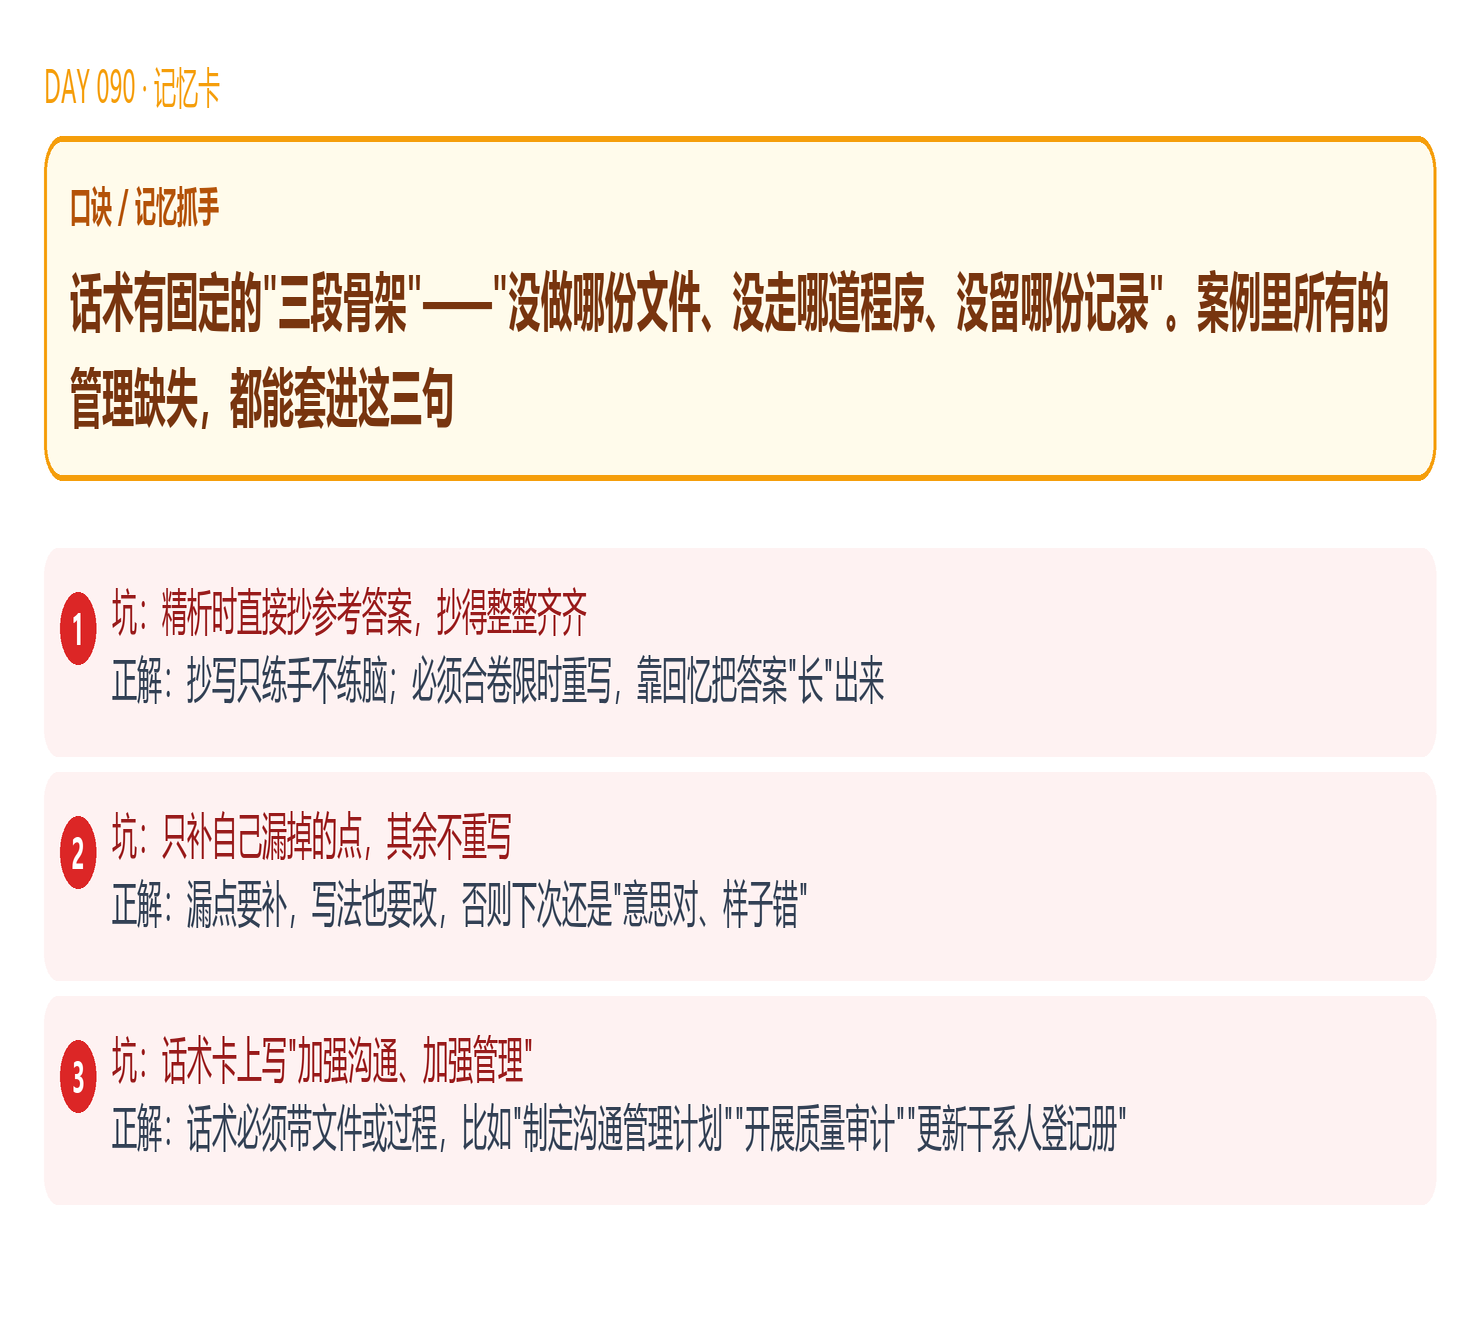 DAY 090 · 记忆卡
口诀 / 记忆抓手
话术有固定的"三段骨架"——"没做哪份文件、没走哪道程序、没留哪份记录"。案例里所有的
管理缺失，都能套进这三句
1
坑：精析时直接抄参考答案，抄得整整齐齐
正解：抄写只练手不练脑；必须合卷限时重写，靠回忆把答案"长"出来
2
坑：只补自己漏掉的点，其余不重写
正解：漏点要补，写法也要改，否则下次还是"意思对、样子错"
3
坑：话术卡上写"加强沟通、加强管理"
正解：话术必须带文件或过程，比如"制定沟通管理计划""开展质量审计""更新干系人登记册"